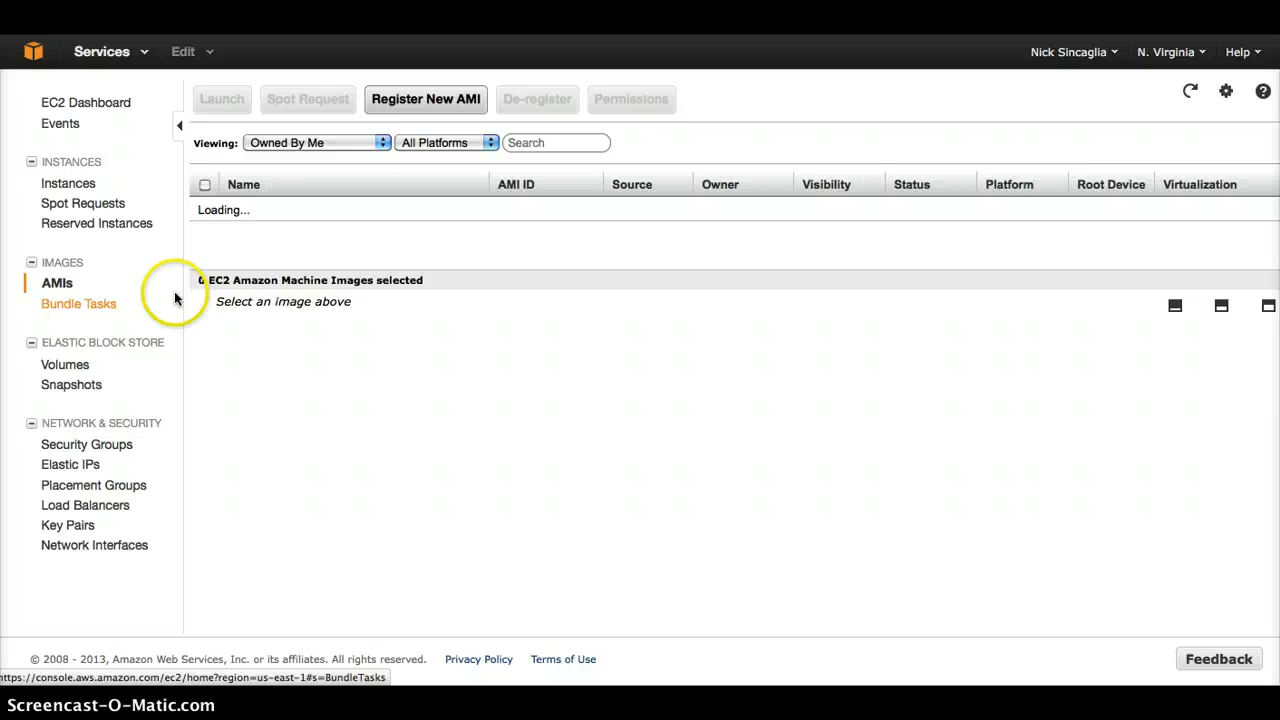 Services Edit Nick Sincaglia N. Virginia Help
EC2 Dashboard
Events
INSTANCES
Instances
Spot Requests
Reserved Instances
IMAGES
AMIs
Bundle Tasks
ELASTIC BLOCK STORE
Volumes
Snapshots
NETWORK & SECURITY
Security Groups
Elastic IPs
Placement Groups
Load Balancers
Key Pairs
Network Interfaces
Launch Spot Request Register New AMI De-register Permissions
Viewing: Owned By Me All Platforms Search
Name AMI ID Source Owner Visibility Status Platform Root Device Virtualization
Loading...
0 EC2 Amazon Machine Images selected
Select an image above
© 2008 - 2013, Amazon Web Services, Inc. or its affiliates. All rights reserved. Privacy Policy Terms of Use Feedback
https://console.aws.amazon.com/ec2/home?region=us-east-1#s=BundleTasks
Screencast-O-Matic.com